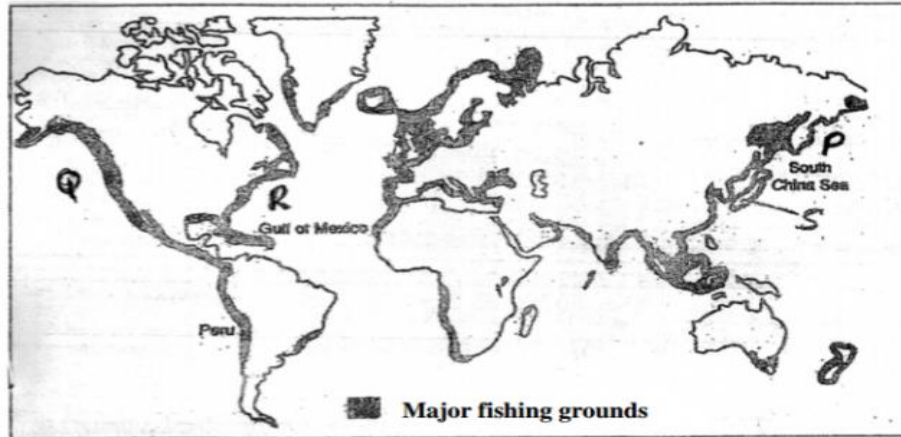 P
South
China Sea
Q
R
S
Gulf of Mexico
Peru
Major fishing grounds